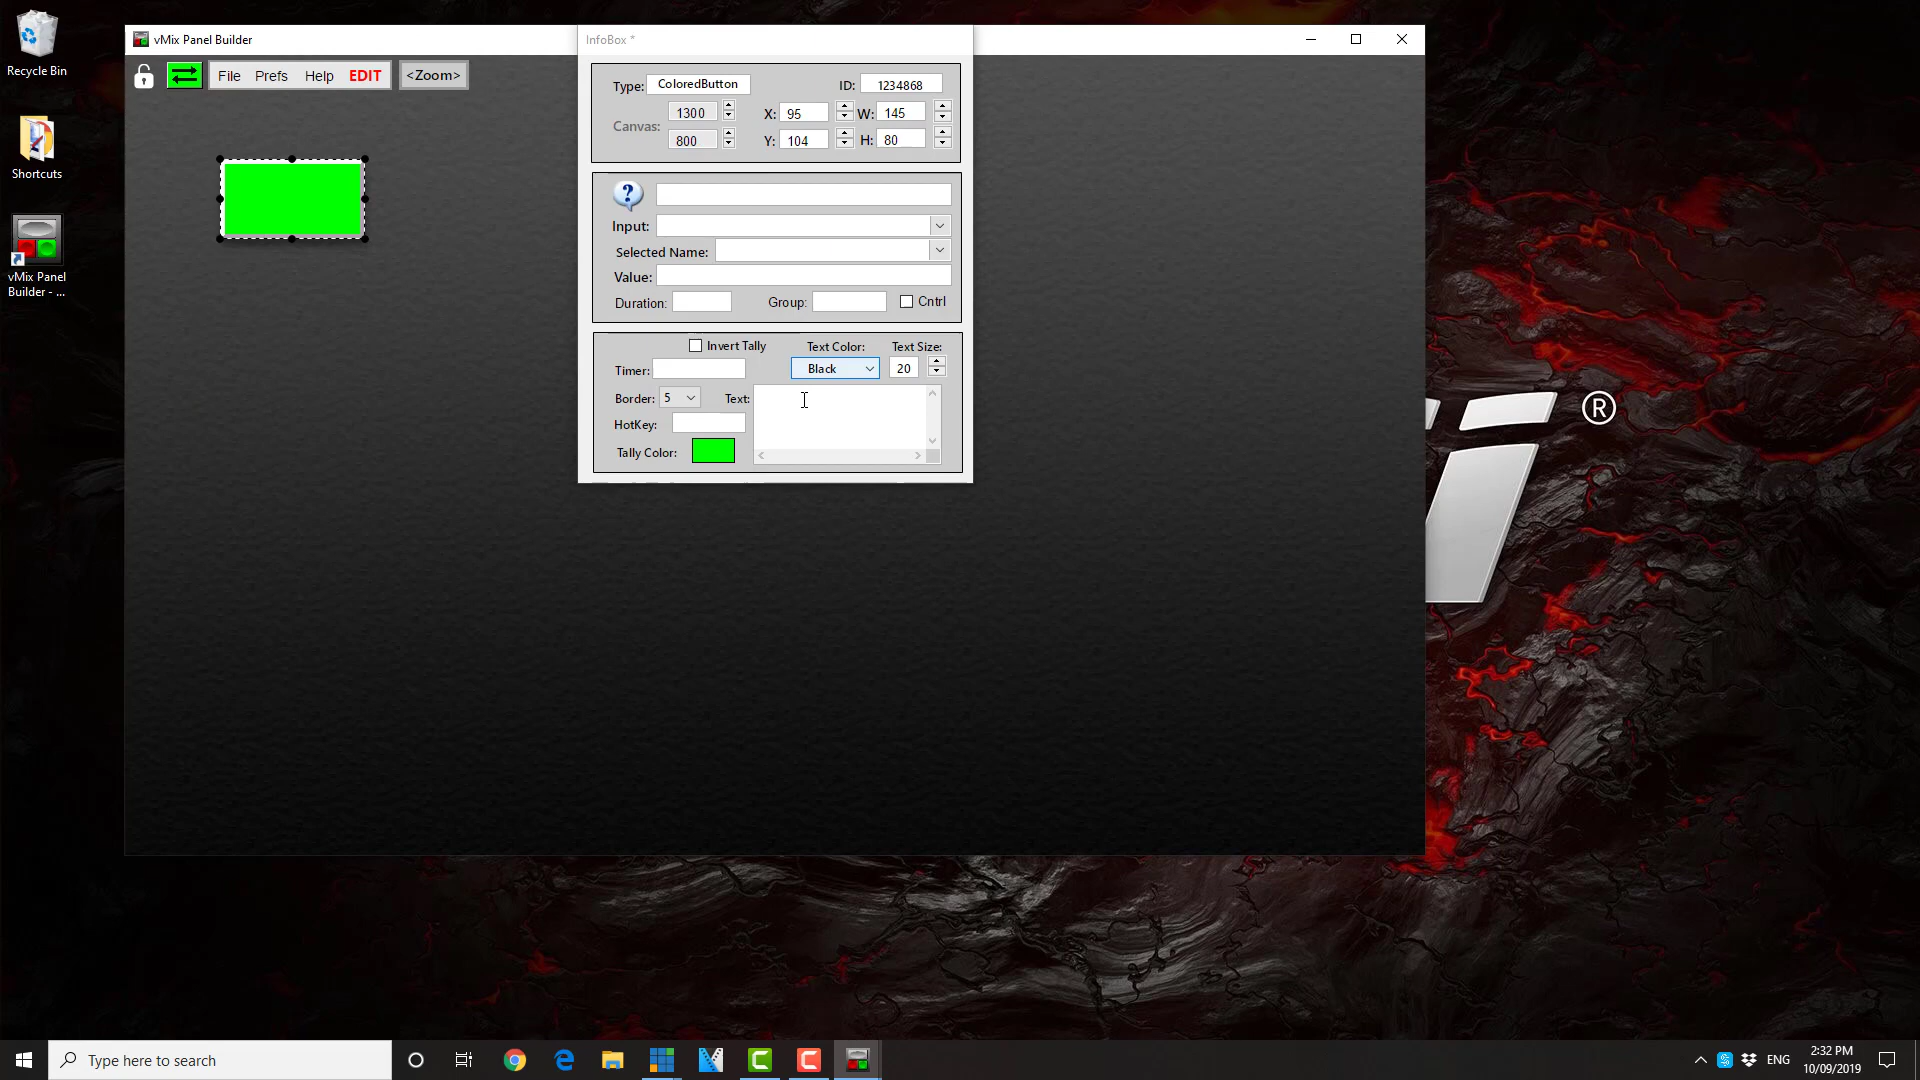 Recycle Bin
Shortcuts
vMix Panel
Builder - ...
vMix Panel Builder
File Prefs Help EDIT <Zoom>
InfoBox *
Type: ColoredButton ID: 1234868
Canvas: 1300 X: 95 W: 145
800 Y: 104 H: 80
?
Input:
Selected Name:
Value:
Duration: Group: Cntrl
Invert Tally Text Color: Text Size:
Timer: Black 20
Border: 5 Text:
HotKey:
Tally Color:
®
Type here to search
ENG
2:32 PM
10/09/2019